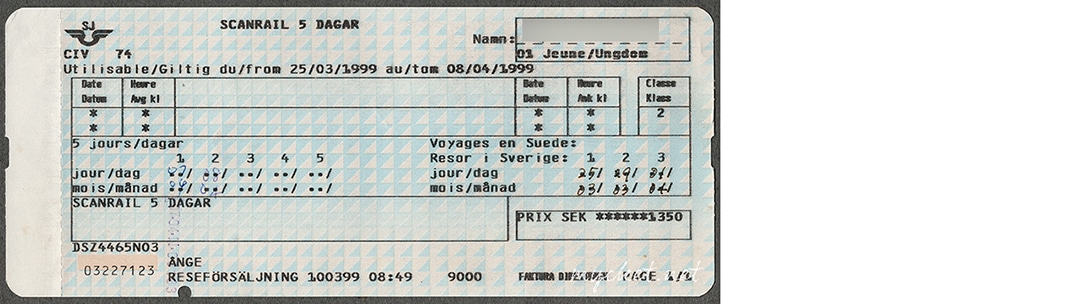 SJ
SCANRAIL 5 DAGAR
Namn:
CIV 74
01 Jeune/Ungdom
Utilisable/Giltig du/from 25/03/1999 au/tom 08/04/1999
Date Heure Date Heure Classe
Datum Avg kl Datum Ank kl Klass
* * * * 2
* * * *
5 jours/dagar Voyages en Suede:
1 2 3 4 5 Resor i Sverige: 1 2 3
jour/dag jour/dag 25/ 29/
mois/månad mois/månad 03/ 03/ 04/
SCANRAIL 5 DAGAR
PRIX SEK ******1350
DSZ4465N03
03227123
ÅNGE
RESEFÖRSÄLJNING 100399 08:49 9000 PAGE 1/1